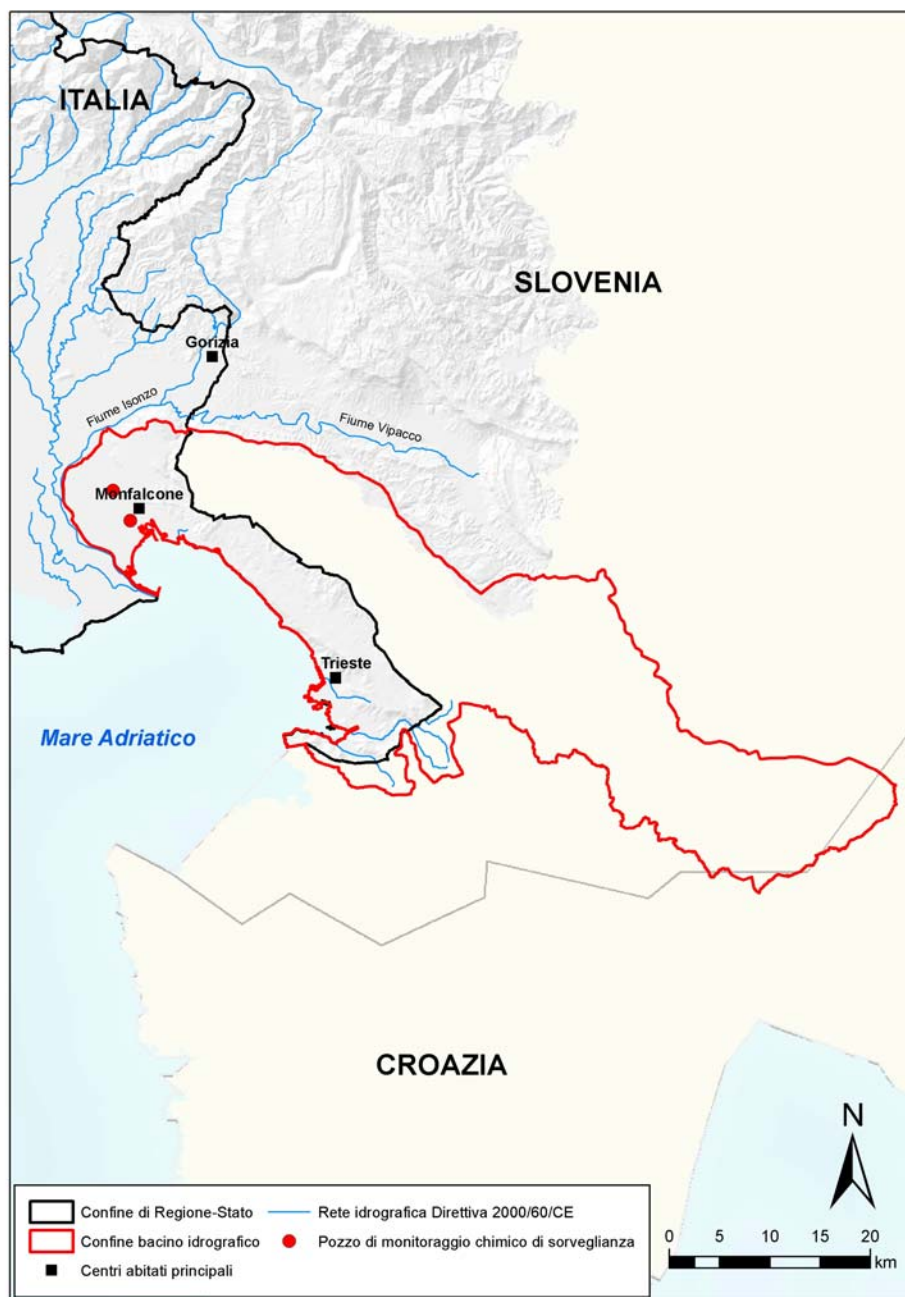 ITALIA
SLOVENIA
Gorizia
Fiume Isonzo
Fiume Vipacco
Monfalcone
Trieste
Mare Adriatico
CROAZIA
N
Confine di Regione-Stato
Rete idrografica Direttiva 2000/60/CE
Confine bacino idrografico
Pozzo di monitoraggio chimico di sorveglianza
Centri abitati principali
0 5 10 15 20
km